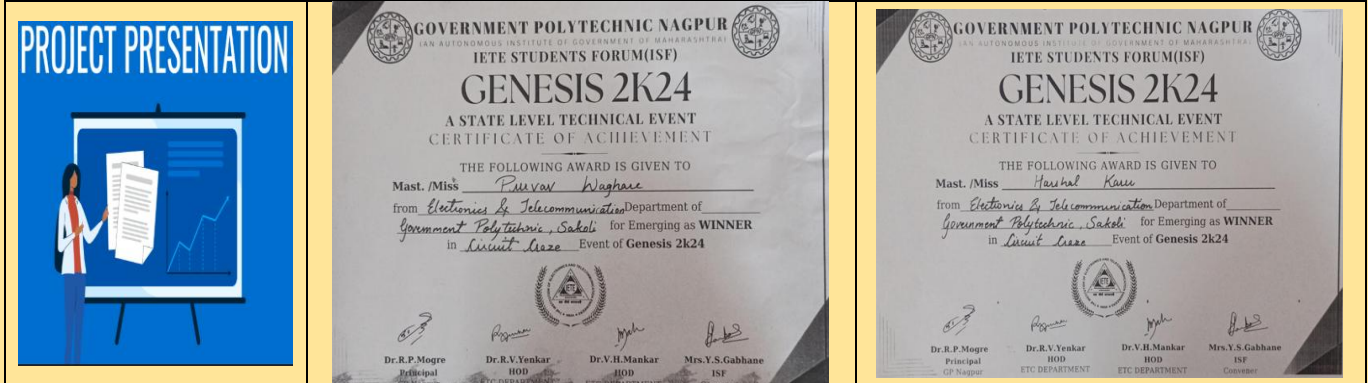 PROJECT PRESENTATION
GOVERNMENT POLYTECHNIC NAGPUR
(AN AUTONOMOUS INSTITUTE OF GOVERNMENT OF MAHARASHTRA)
IETE STUDENTS FORUM(ISF)
GENESIS 2K24
A STATE LEVEL TECHNICAL EVENT
CERTIFICATE OF ACHIEVEMENT
THE FOLLOWING AWARD IS GIVEN TO
Mast. /Miss Purvav Waghare
from Electionics & Telecommunication Department of
Government Polytechnic, Sakoli for Emerging as WINNER
in Circuit Craze Event of Genesis 2k24
IETE
Dr.R.P.Mogre Dr.R.V.Yenkar Dr.V.H.Mankar Mrs.Y.S.Gabhane
Principal HOD HOD ISF
ETC DEPARTMENT
GOVERNMENT POLYTECHNIC NAGPUR
(AN AUTONOMOUS INSTITUTE OF GOVERNMENT OF MAHARASHTRA)
IETE STUDENTS FORUM(ISF)
GENESIS 2K24
A STATE LEVEL TECHNICAL EVENT
CERTIFICATE OF ACHIEVEMENT
THE FOLLOWING AWARD IS GIVEN TO
Mast. /Miss Harshal
from Electionics & Telecommunication Department of
Government Polytechnic, Sakoli for Emerging as WINNER
in Circuit Craze Event of Genesis 2k24
IETE
Dr.R.P.Mogre Dr.R.V.Yenkar Dr.V.H.Mankar Mrs.Y.S.Gabhane
Principal HOD HOD ISF
GP Nagpur ETC DEPARTMENT ETC DEPARTMENT Convener